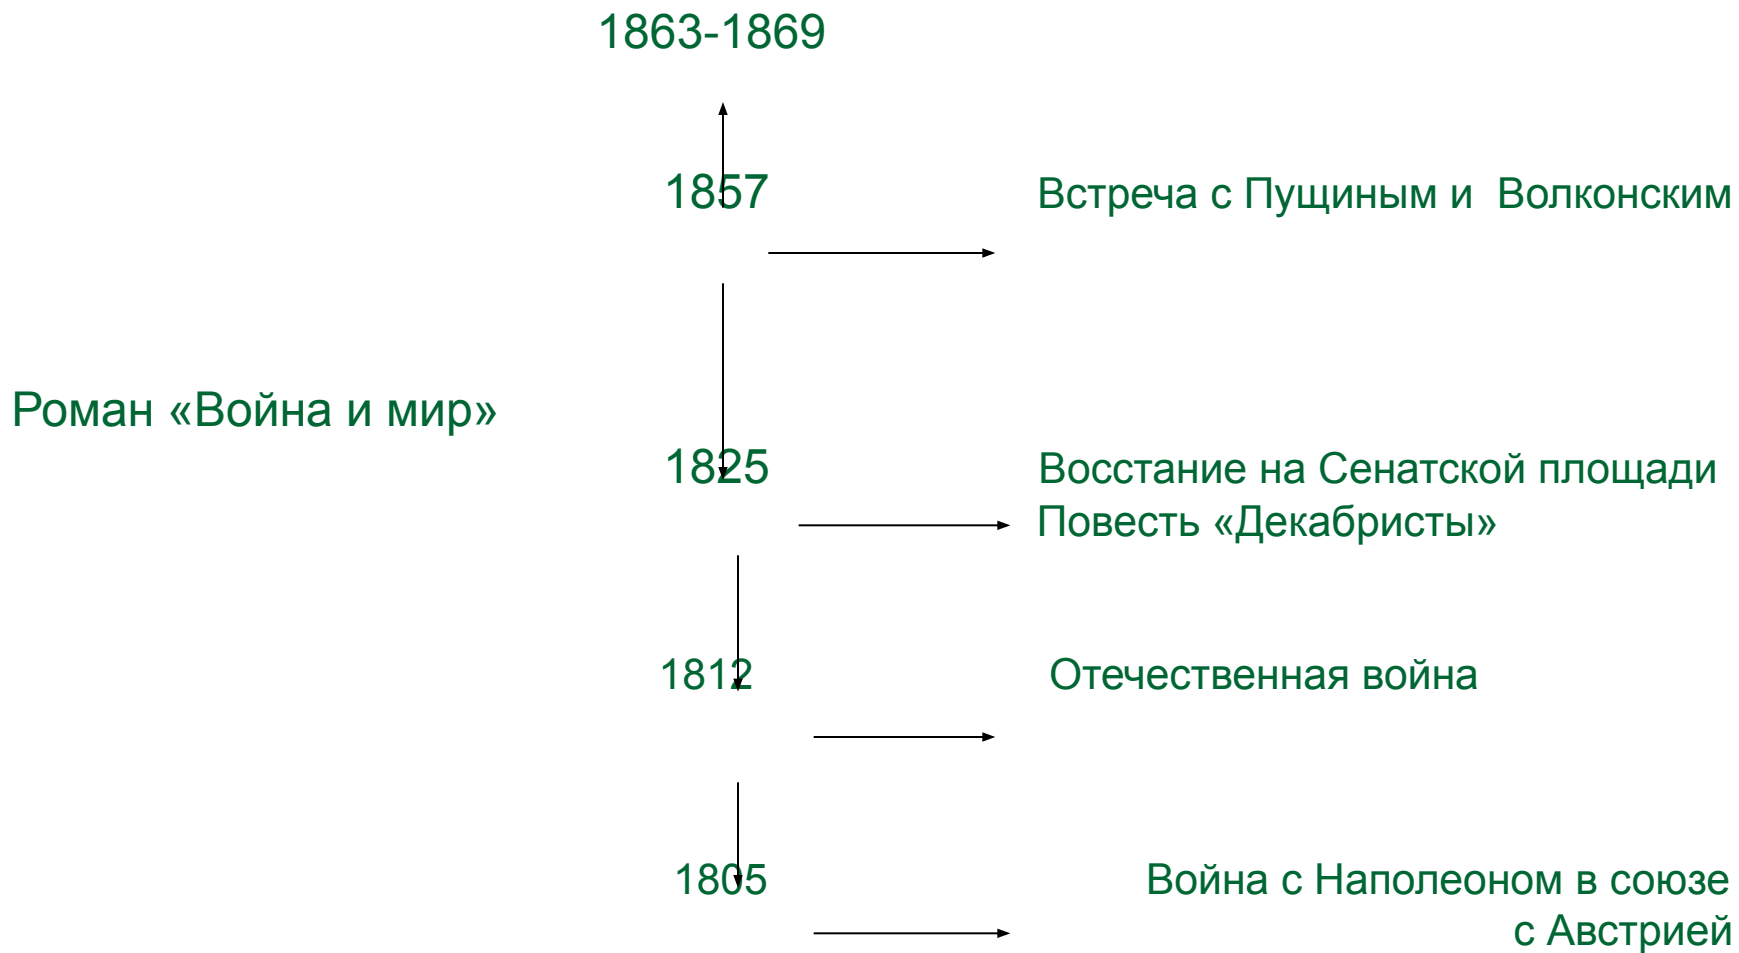 1863-1869
1857
Встреча с Пущиным и Волконским
Роман «Война и мир»
1825
Восстание на Сенатской площади
Повесть «Декабристы»
1812
Отечественная война
1805
Война с Наполеоном в союзе
с Австрией